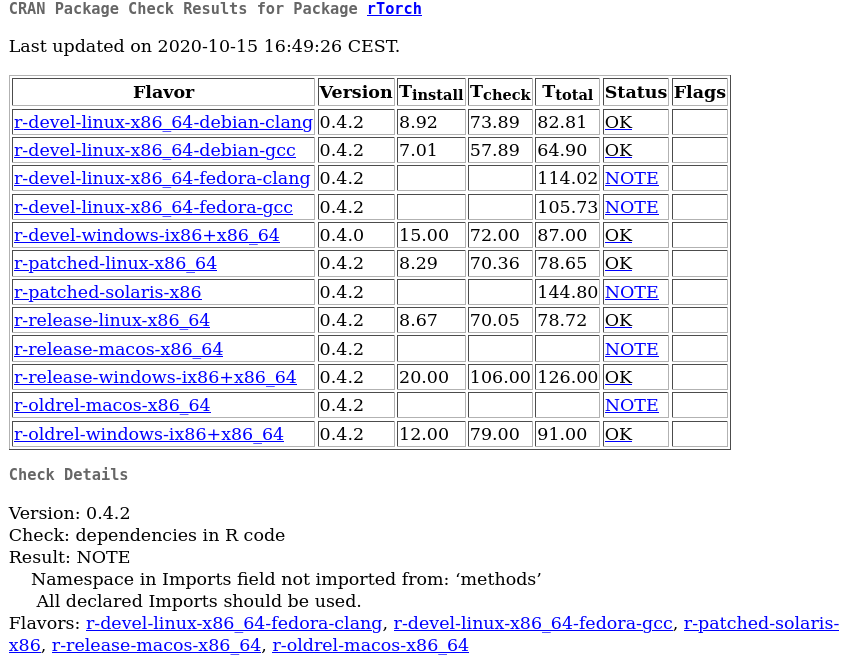 CRAN Package Check Results for Package rTorch
Last updated on 2020-10-15 16:49:26 CEST.
Flavor Version Tinstall Tcheck Ttotal Status Flags
r-devel-linux-x86_64-debian-clang 0.4.2 8.92 73.89 82.81 OK
r-devel-linux-x86_64-debian-gcc 0.4.2 7.01 57.89 64.90 OK
r-devel-linux-x86_64-fedora-clang 0.4.2 114.02 NOTE
r-devel-linux-x86_64-fedora-gcc 0.4.2 105.73 NOTE
r-devel-windows-ix86+x86_64 0.4.0 15.00 72.00 87.00 OK
r-patched-linux-x86_64 0.4.2 8.29 70.36 78.65 OK
r-patched-solaris-x86 0.4.2 144.80 NOTE
r-release-linux-x86_64 0.4.2 8.67 70.05 78.72 OK
r-release-macos-x86_64 0.4.2 NOTE
r-release-windows-ix86+x86_64 0.4.2 20.00 106.00 126.00 OK
r-oldrel-macos-x86_64 0.4.2 NOTE
r-oldrel-windows-ix86+x86_64 0.4.2 12.00 79.00 91.00 OK
Check Details
Version: 0.4.2
Check: dependencies in R code
Result: NOTE
Namespace in Imports field not imported from: ‘methods’
All declared Imports should be used.
Flavors: r-devel-linux-x86_64-fedora-clang, r-devel-linux-x86_64-fedora-gcc, r-patched-solaris-
x86, r-release-macos-x86_64, r-oldrel-macos-x86_64